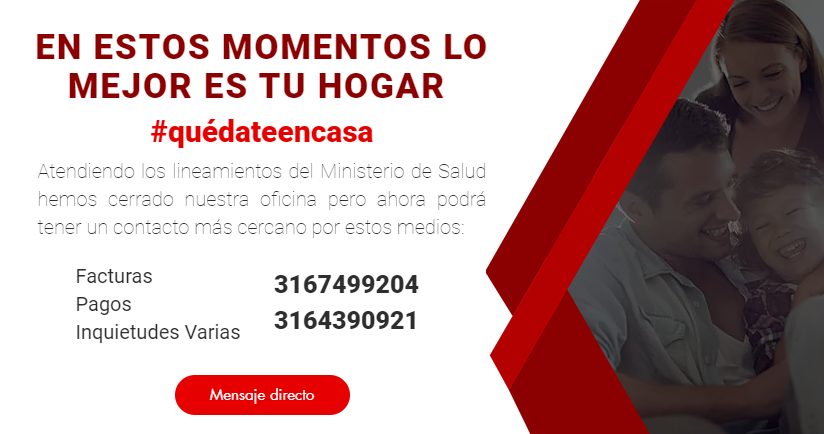 EN ESTOS MOMENTOS LO
MEJOR ES TU HOGAR
#quédateencasa
Atendiendo los lineamientos del Ministerio de Salud
hemos cerrado nuestra oficina pero ahora podrá
tener un contacto más cercano por estos medios:
Facturas
Pagos
Inquietudes Varias
3167499204
3164390921
Mensaje directo